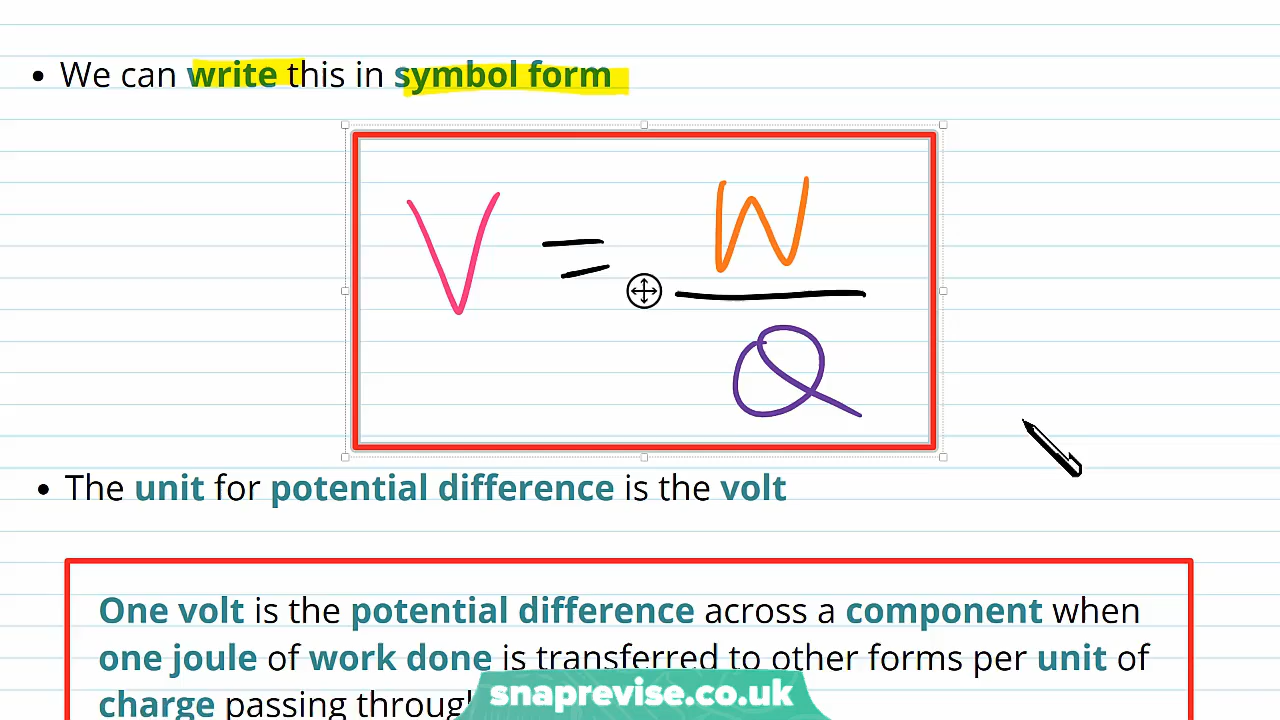 • We can write this in symbol form
V = W
Q
• The unit for potential difference is the volt
One volt is the potential difference across a component when
one joule of work done is transferred to other forms per unit of
charge passing through
snaprevise.co.uk